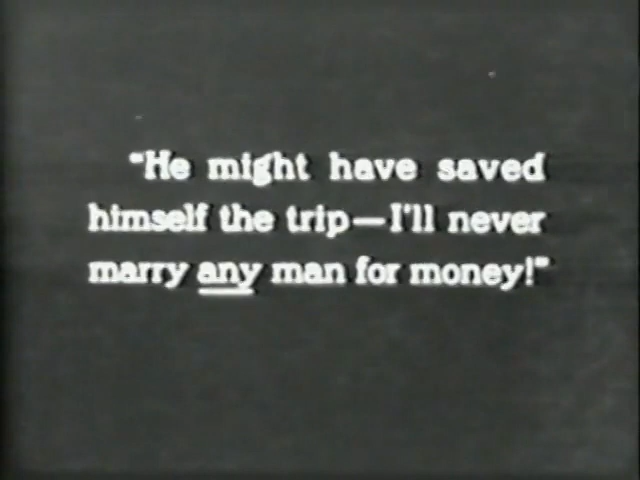 "He might have saved
himself the trip—I'll never
marry any man for money!"